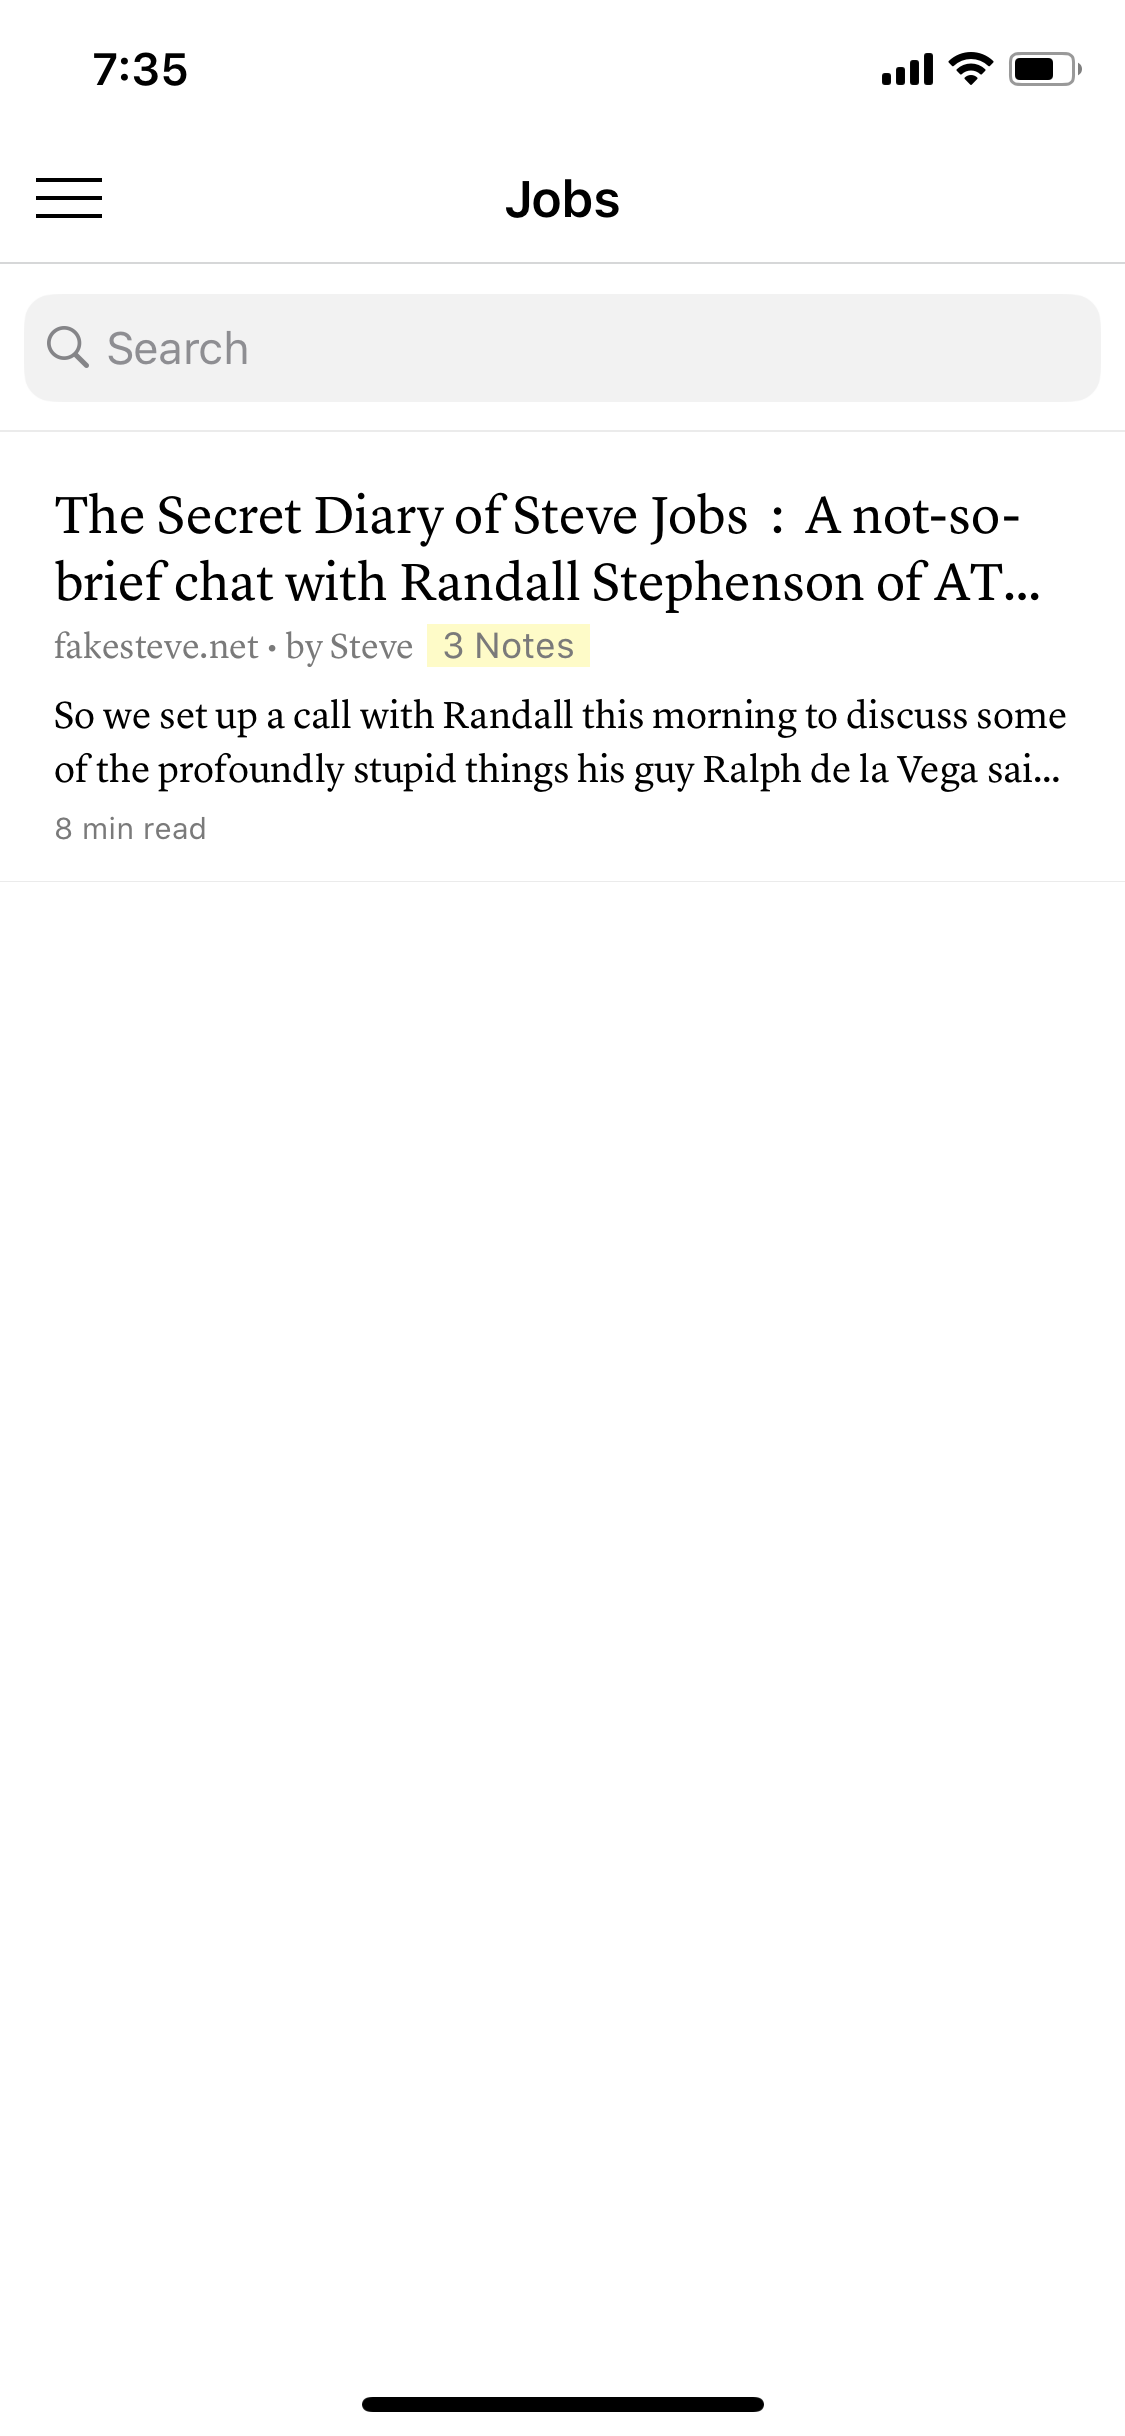 7:35
Jobs
Search
The Secret Diary of Steve Jobs : A not-so-
brief chat with Randall Stephenson of AT...
fakesteve.net • by Steve 3 Notes
So we set up a call with Randall this morning to discuss some
of the profoundly stupid things his guy Ralph de la Vega sai...
8 min read